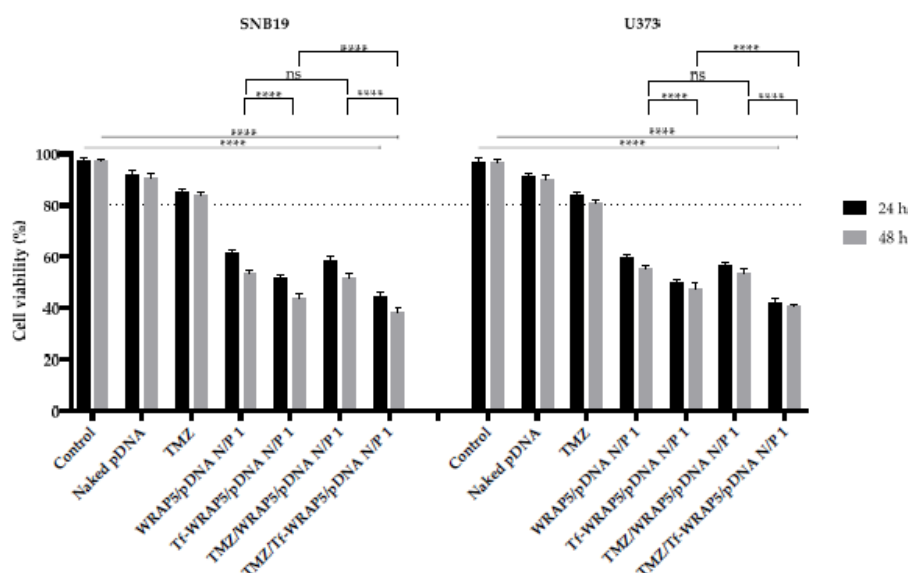 SNB19 U373
**** ****
ns ns
**** **** **** ****
**** ****
**** ****
100
80
60
40
20
0
Cell viability (%)
24 h
48 h
Control
Naked pDNA
TMZ
WRAP5/pDNA N/P 1
Tf-WRAP5/pDNA N/P 1
TMZ/WRAP5/pDNA N/P 1
TMZ/Tf-WRAP5/pDNA N/P 1
Control
Naked pDNA
TMZ
WRAP5/pDNA N/P 1
Tf-WRAP5/pDNA N/P 1
TMZ/WRAP5/pDNA N/P 1
TMZ/Tf-WRAP5/pDNA N/P 1